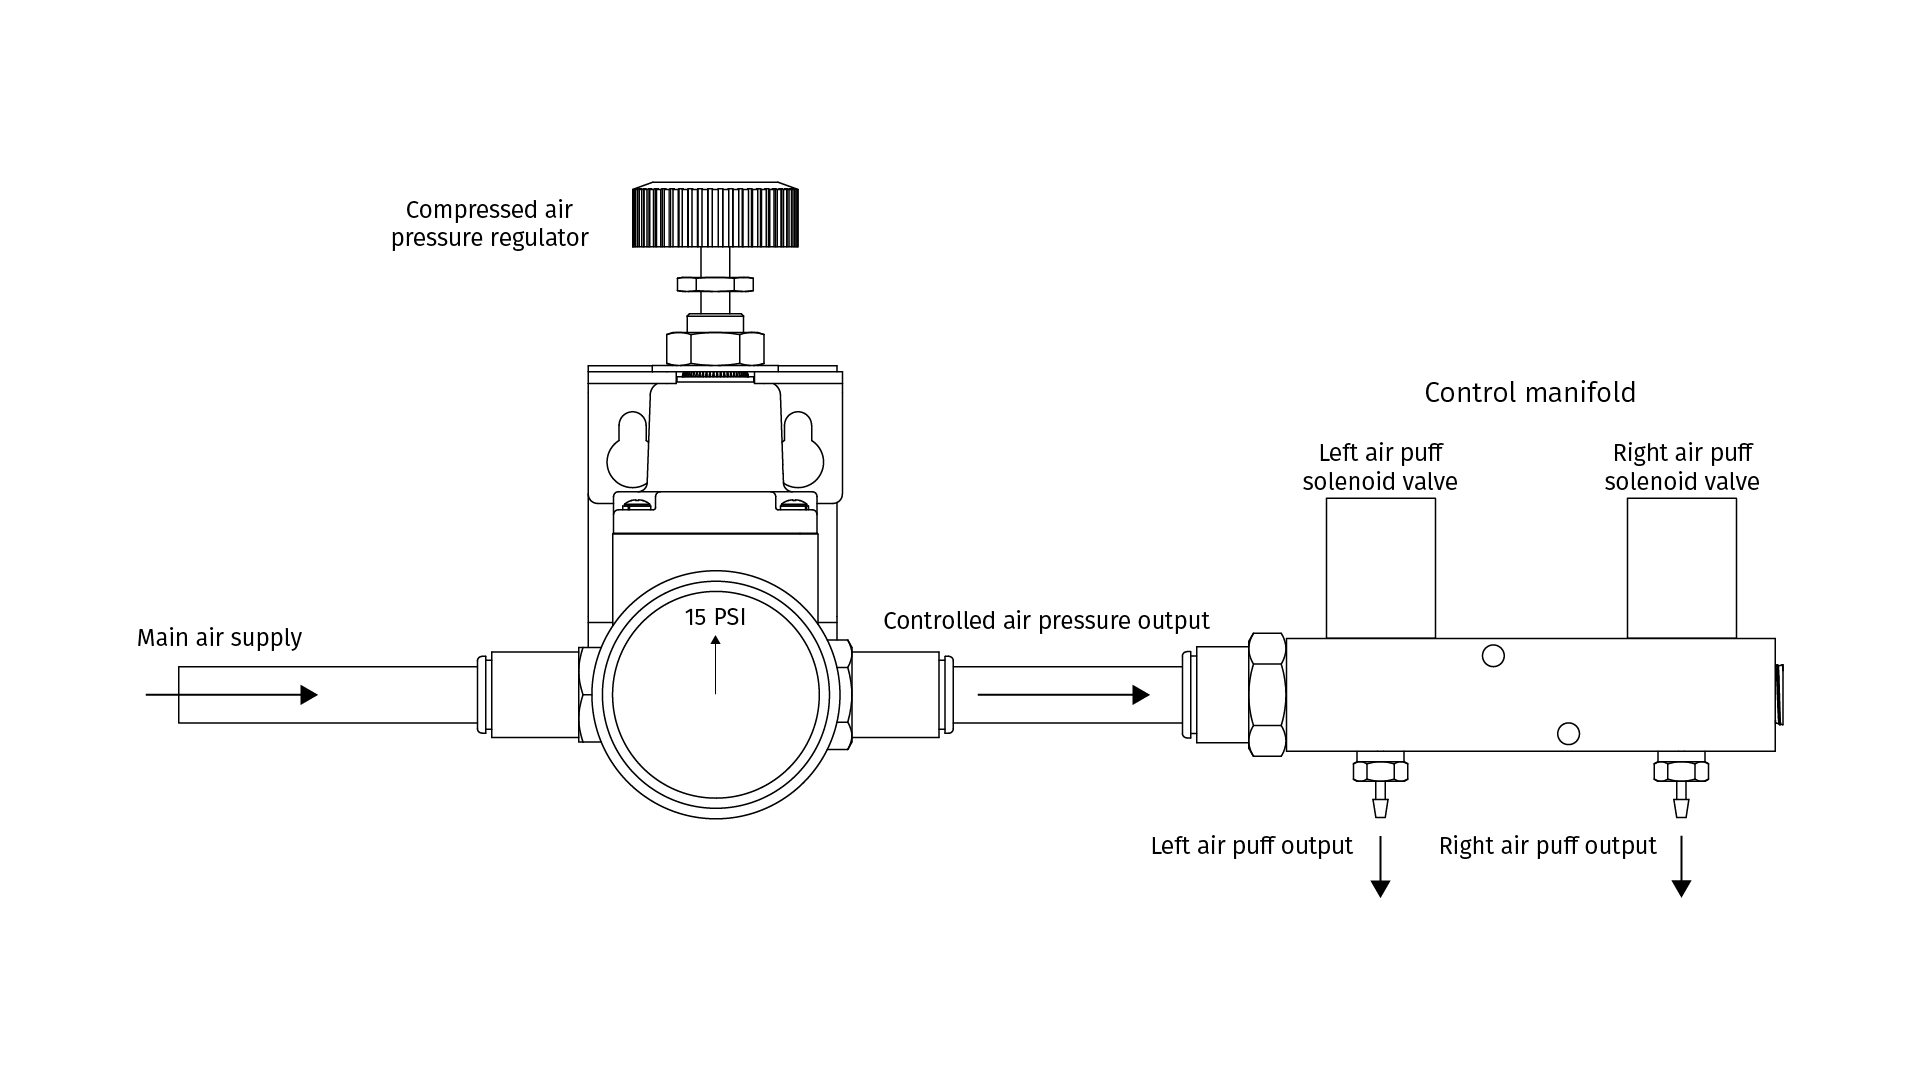 Compressed air
pressure regulator
Control manifold
Left air puff
solenoid valve
Right air puff
solenoid valve
15 PSI
Main air supply
Controlled air pressure output
Left air puff output
Right air puff output